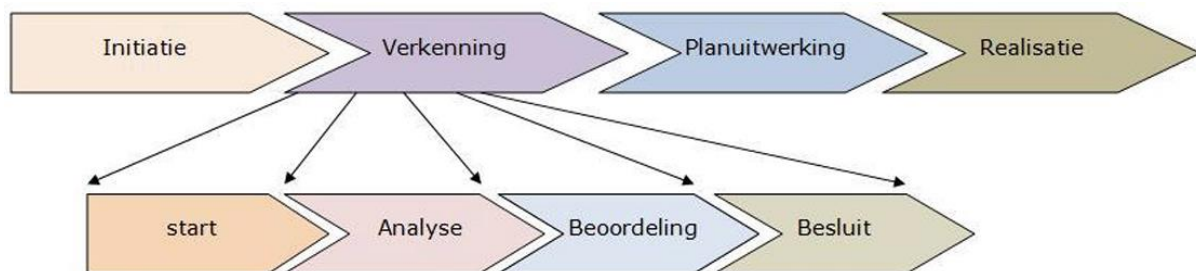 Initiatie
Verkenning
Planuitwerking
Realisatie
start
Analyse
Beoordeling
Besluit